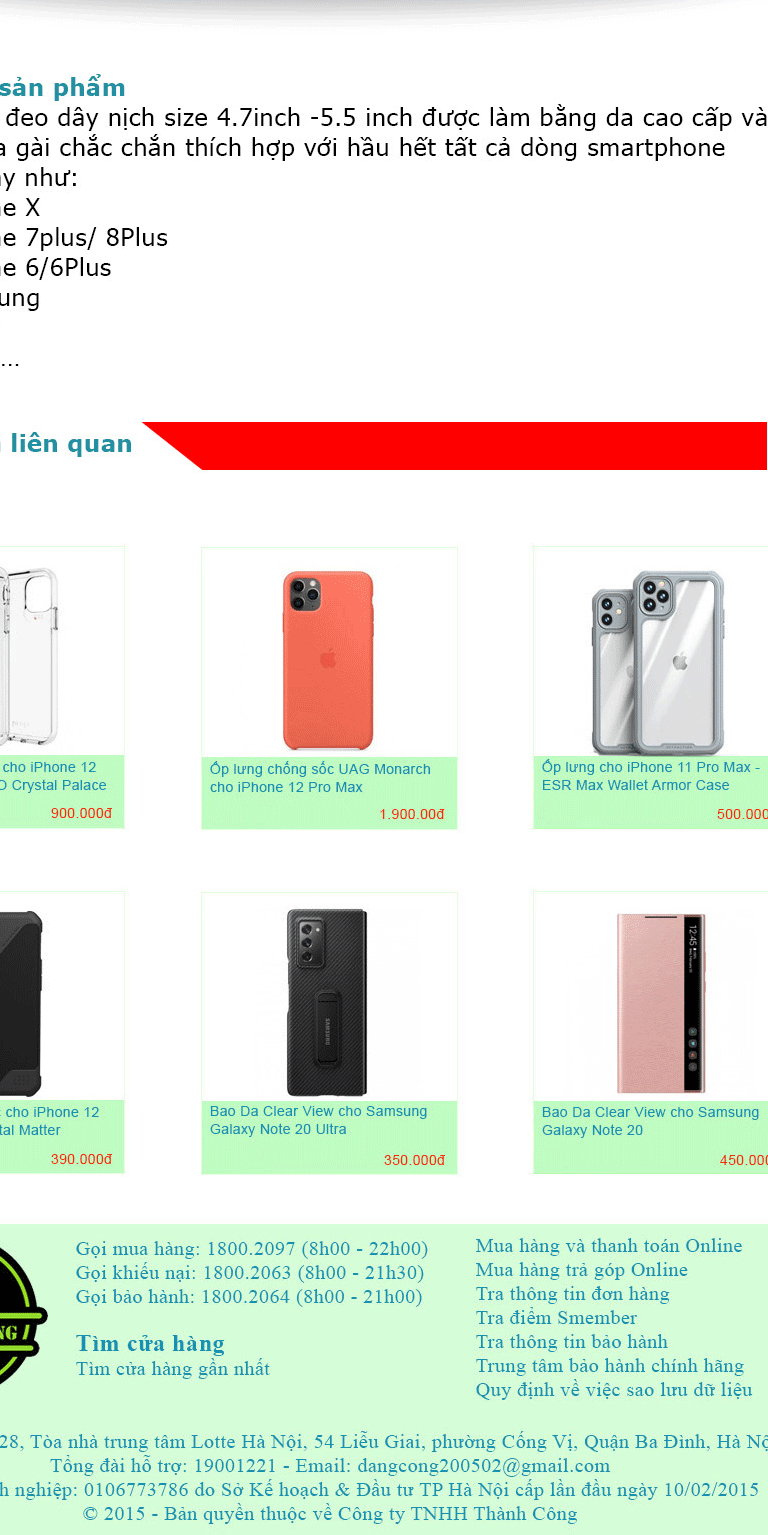 sản phẩm
đeo dây nịch size 4.7inch -5.5 inch được làm bằng da cao cấp và
gài chắc chắn thích hợp với hầu hết tất cả dòng smartphone
như:
X
7plus/ 8Plus
6/6Plus
...
liên quan
cho iPhone 12
Crystal Palace
900.000đ
Ốp lưng chống sốc UAG Monarch
cho iPhone 12 Pro Max
1.900.00đ
Ốp lưng cho iPhone 11 Pro Max -
ESR Max Wallet Armor Case
500.000
cho iPhone 12
Matter
390.000đ
SAMSUNG
Bao Da Clear View cho Samsung
Galaxy Note 20 Ultra
350.000đ
12:45
Bao Da Clear View cho Samsung
Galaxy Note 20
450.000
Gọi mua hàng: 1800.2097 (8h00 - 22h00)
Gọi khiếu nại: 1800.2063 (8h00 - 21h30)
Gọi bảo hành: 1800.2064 (8h00 - 21h00)
Tìm cửa hàng
Tìm cửa hàng gần nhất
Mua hàng và thanh toán Online
Mua hàng trả góp Online
Tra thông tin đơn hàng
Tra điểm Smember
Tra thông tin bảo hành
Trung tâm bảo hành chính hãng
Quy định về việc sao lưu dữ liệu
28, Tòa nhà trung tâm Lotte Hà Nội, 54 Liễu Giai, phường Cống Vị, Quận Ba Đình, Hà
Tổng đài hỗ trợ: 19001221 - Email: dangcong200502@gmail.com
nghiệp: 0106773786 do Sở Kế hoạch & Đầu tư TP Hà Nội cấp lần đầu ngày 10/02/2015
© 2015 - Bản quyền thuộc về Công ty TNHH Thành Công